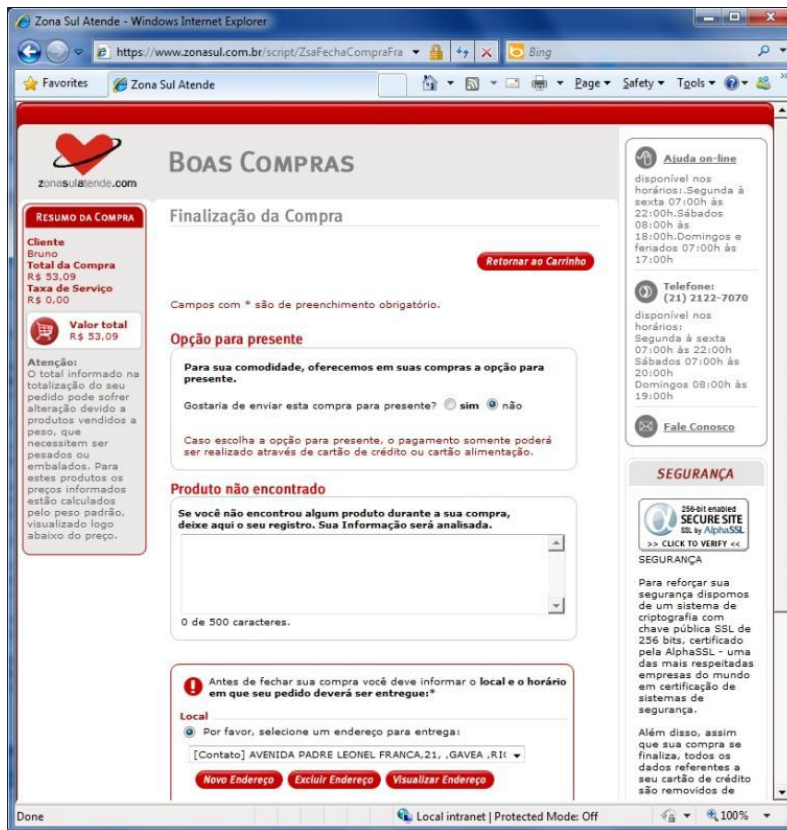 Zona Sul Atende - Windows Internet Explorer
https://www.zonasul.com.br/script/ZsaFechaCompraFra
Bing
Favorites
Zona Sul Atende
Page
Safety
Tools
zonasulatende.com
BOAS COMPRAS
RESUMO DA COMPRA
Cliente
Bruno
Total da Compra
R$ 53,09
Taxa de Serviço
R$ 0,00
Valor total
R$ 53,09
Atenção:
O total informado na
totalização do seu
pedido pode sofrer
alteração devido a
produtos vendidos a
peso, que
necessitem ser
pesados ou
embalados. Para
estes produtos os
preços informados
estão calculados
pelo peso padrão,
visualizado logo
abaixo do preço.
Finalização da Compra
Retornar ao Carrinho
Campos com * são de preenchimento obrigatório.
Opção para presente
Para sua comodidade, oferecemos em suas compras a opção para
presente.
Gostaria de enviar esta compra para presente? sim não
Caso escolha a opção para presente, o pagamento somente poderá
ser realizado através de cartão de crédito ou cartão alimentação.
Produto não encontrado
Se você não encontrou algum produto durante a sua compra,
deixe aqui o seu registro. Sua Informação será analisada.
0 de 500 caracteres.
Antes de fechar sua compra você deve informar o local e o horário
em que seu pedido deverá ser entregue:*
Local
Por favor, selecione um endereço para entrega:
[Contato] AVENIDA PADRE LEONEL FRANCA,21, ,GAVEA ,RI(
Novo Endereço Excluir Endereço Visualizar Endereço
Ajuda on-line
disponível nos
horários:.Segunda à
sexta 07:00h às
22:00h.Sábados
08:00h às
18:00h.Domingos e
feriados 07:00h às
17:00h
Telefone:
(21) 2122-7070
disponível nos
horários:
Segunda à sexta
07:00h às 22:00h
Sábados 07:00h às
20:00h
Domingos 08:00h às
19:00h
Fale Conosco
SEGURANÇA
256-bit enabled
SECURE SITE
SSL by AlphaSSL
>> CLICK TO VERIFY <<
SEGURANÇA
Para reforçar sua
segurança dispomos
de um sistema de
criptografia com
chave pública SSL de
256 bits, certificado
pela AlphaSSL - uma
das mais respeitadas
empresas do mundo
em certificação de
sistemas de
segurança.
Além disso, assim
que sua compra se
finaliza, todos os
dados referentes a
seu cartão de crédito
são removidos de
Done
Local intranet | Protected Mode: Off
100%